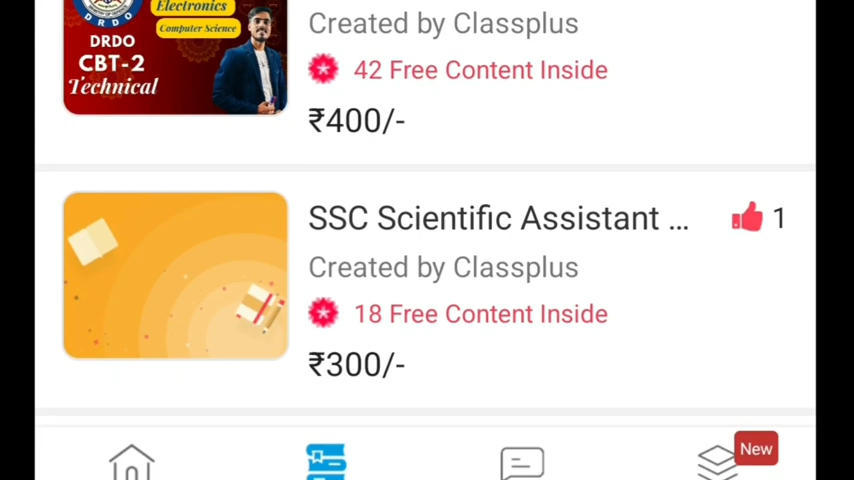 DRDO
Electronics
Computer Science
DRDO
CBT-2
Technical
Created by Classplus
42 Free Content Inside
₹400/-
SSC Scientific Assistant ...
1
Created by Classplus
18 Free Content Inside
₹300/-
New